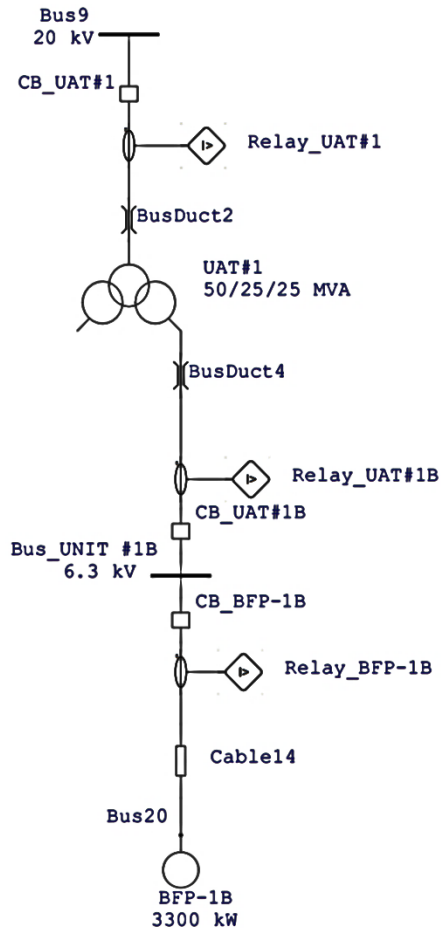 Bus9
20 kV
CB_UAT#1
Relay_UAT#1
BusDuct2
UAT#1
50/25/25 MVA
BusDuct4
Relay_UAT#1B
CB_UAT#1B
Bus_UNIT #1B
6.3 kV
CB_BFP-1B
Relay_BFP-1B
Cable14
Bus20
BFP-1B
3300 kW